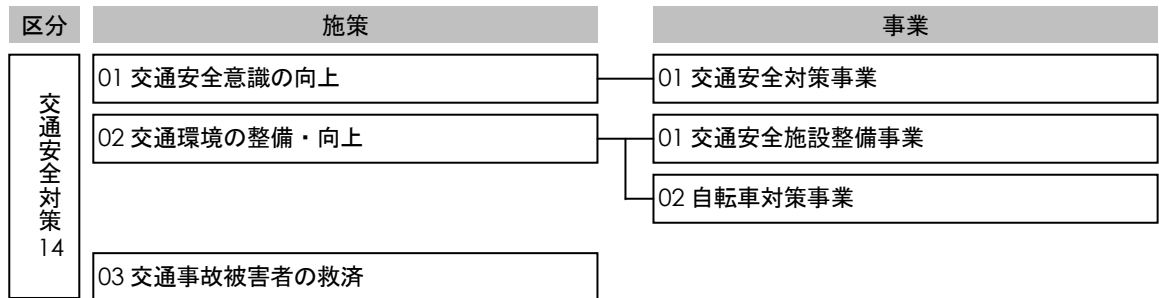 区分 施策 事業
交通安全対策14
01 交通安全意識の向上 01 交通安全対策事業
02 交通環境の整備・向上 01 交通安全施設整備事業
02 自転車対策事業
03 交通事故被害者の救済